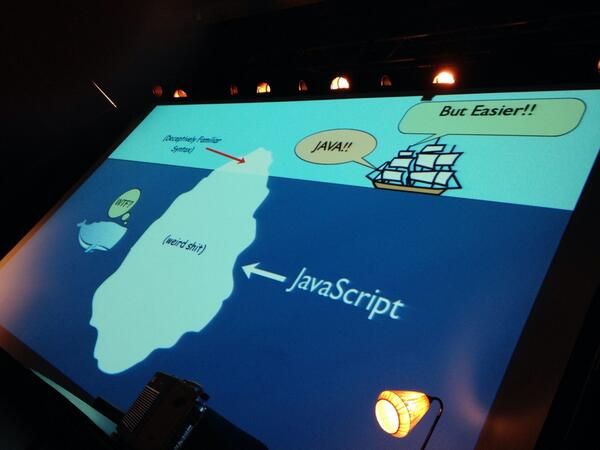 But Easier!!
(Deceptively Familiar
Syntax)
JAVA!!
WTF?
(weird shit)
JavaScript